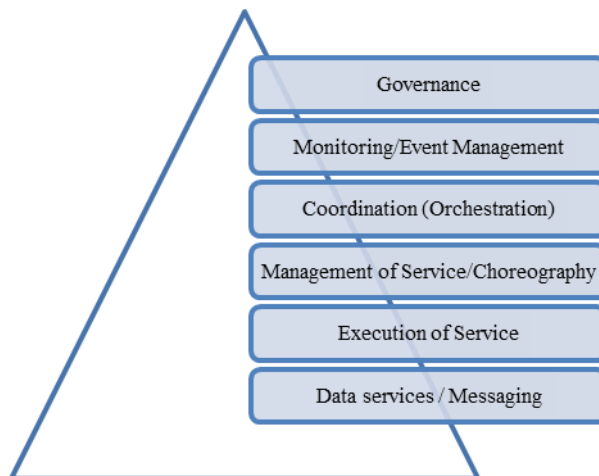 Governance
Monitoring/Event Management
Coordination (Orchestration)
Management of Service/Choreography
Execution of Service
Data services / Messaging